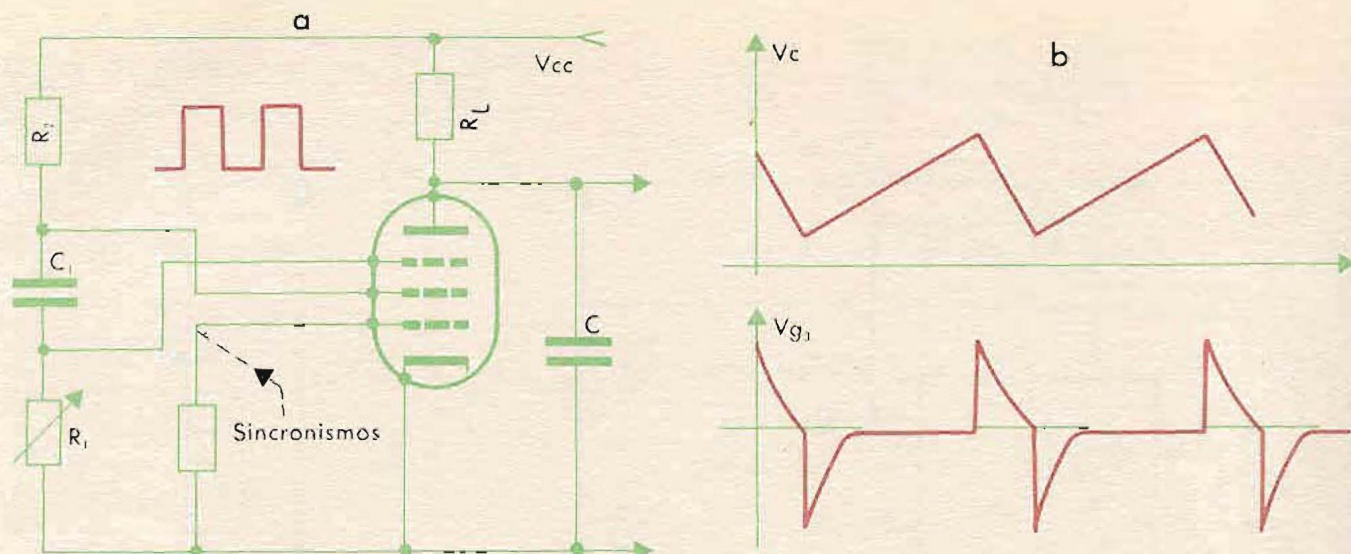 a
Vcc
R₂
RL
C₁
C
R₁
Sincronismos
b
Vc
Vg₃